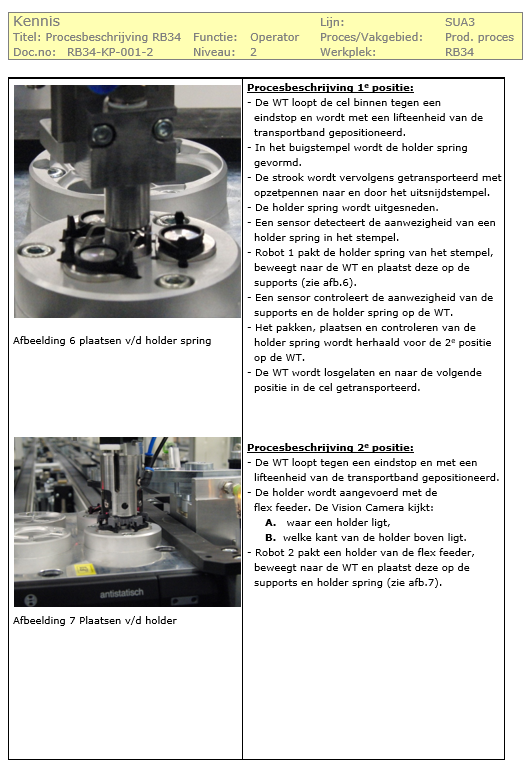 Kennis
Lijn: SUA3
Titel: Procesbeschrijving RB34 Functie: Operator Proces/Vakgebied: Prod. proces
Doc.no: RB34-KP-001-2 Niveau: 2 Werkplek: RB34
Procesbeschrijving 1e positie:
- De WT loopt de cel binnen tegen een
eindstop en wordt met een lifteenheid van de
transportband gepositioneerd.
- In het buigstempel wordt de holder spring
gevormd.
- De strook wordt vervolgens getransporteerd met
opzetpennen naar en door het uitsnijdstempel.
- De holder spring wordt uitgesneden.
- Een sensor detecteert de aanwezigheid van een
holder spring in het stempel.
- Robot 1 pakt de holder spring van het stempel,
beweegt naar de WT en plaatst deze op de
supports (zie afb.6).
- Een sensor controleert de aanwezigheid van de
supports en de holder spring op de WT.
- Het pakken, plaatsen en controleren van de
holder spring wordt herhaald voor de 2e positie
op de WT.
- De WT wordt losgelaten en naar de volgende
positie in de cel getransporteerd.
Afbeelding 6 plaatsen v/d holder spring
Procesbeschrijving 2e positie:
- De WT loopt tegen een eindstop en met een
lifteenheid van de transportband gepositioneerd.
- De holder wordt aangevoerd met de
flex feeder. De Vision Camera kijkt:
A. waar een holder ligt,
B. welke kant van de holder boven ligt.
- Robot 2 pakt een holder van de flex feeder,
beweegt naar de WT en plaatst deze op de
supports en holder spring (zie afb.7).
antistatisch
Afbeelding 7 Plaatsen v/d holder